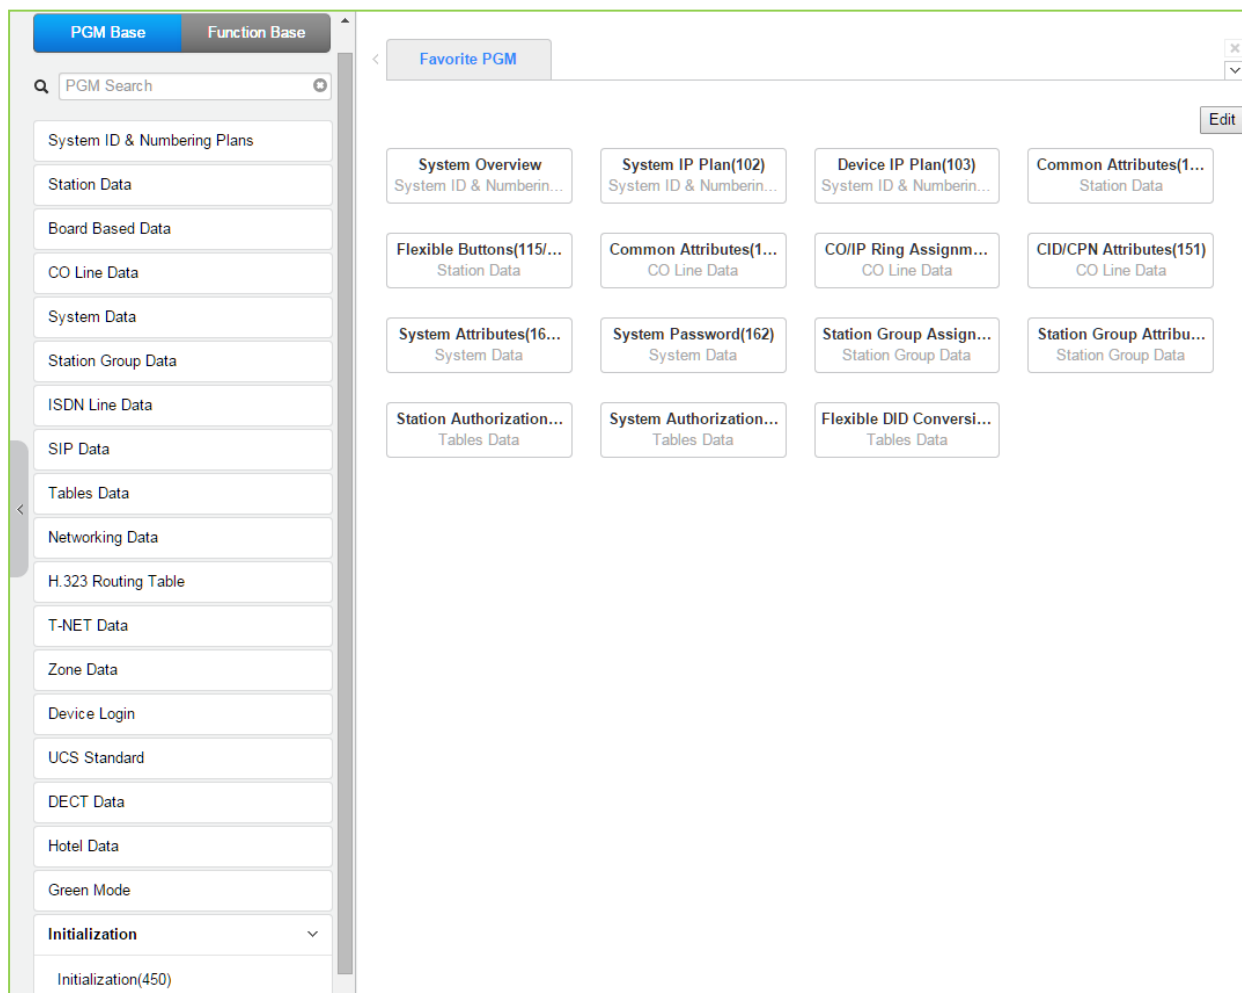 PGM Base
Function Base
PGM Search
System ID & Numbering Plans
Station Data
Board Based Data
CO Line Data
System Data
Station Group Data
ISDN Line Data
SIP Data
Tables Data
Networking Data
H.323 Routing Table
T-NET Data
Zone Data
Device Login
UCS Standard
DECT Data
Hotel Data
Green Mode
Initialization
Initialization(450)
Favorite PGM
Edit
System Overview
System ID & Numberin...
System IP Plan(102)
System ID & Numberin...
Device IP Plan(103)
System ID & Numberin...
Common Attributes(1...
Station Data
Flexible Buttons(115/...
Station Data
Common Attributes(1...
CO Line Data
CO/IP Ring Assignm...
CO Line Data
CID/CPN Attributes(151)
CO Line Data
System Attributes(16...
System Data
System Password(162)
System Data
Station Group Assign...
Station Group Data
Station Group Attribu...
Station Group Data
Station Authorization...
Tables Data
System Authorization...
Tables Data
Flexible DID Conversi...
Tables Data